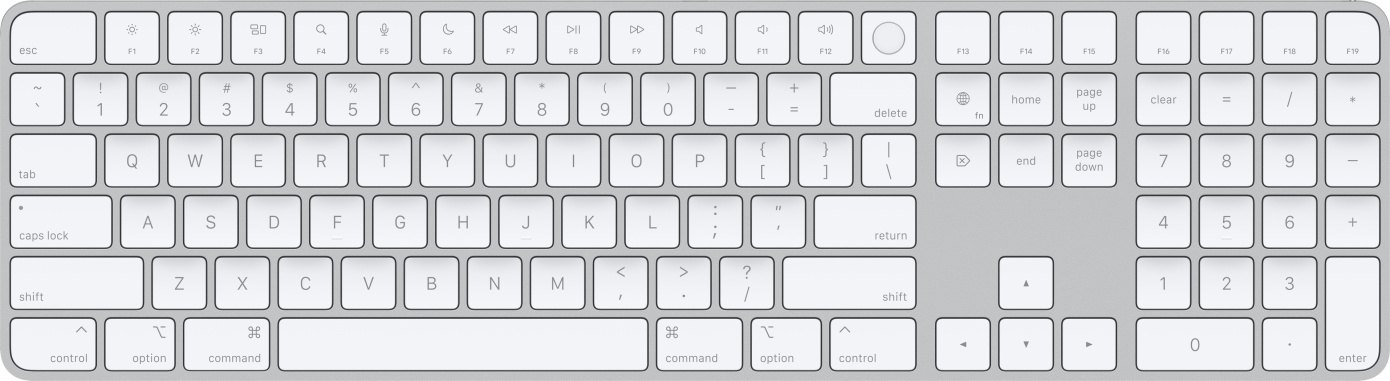 esc F1 F2 F3 F4 F5 F6 F7 F8 F9 F10 F11 F12 F13 F14 F15 F16 F17 F18 F19
~ ! @ # $ % ^ & * ( ) — +
` 1 2 3 4 5 6 7 8 9 0 - = delete fn home page up clear = / *
tab Q W E R T Y U I O P { } |
[ ] \ end page down 7 8 9 —
caps lock A S D F G H J K L : "
; ' return 4 5 6 +
shift Z X C V B N M < > ?
, . / shift 1 2 3
^ ⌥ ⌘ ⌘ ⌥ ^
control option command command option control 0 . enter